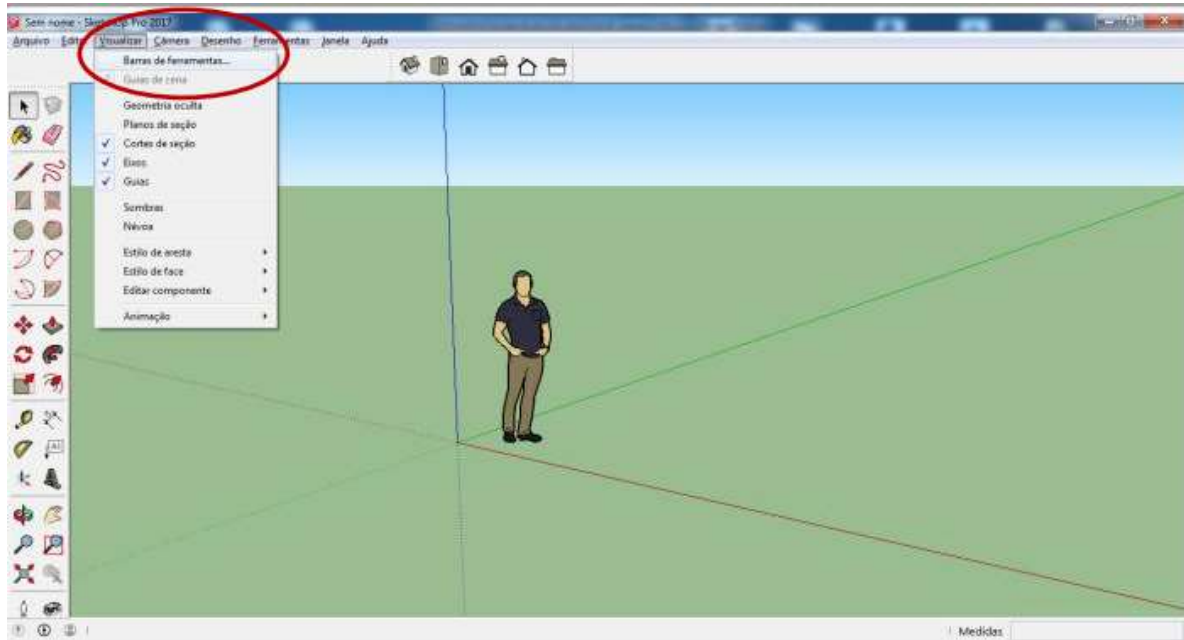 Sem nome - SketchUp Pro 2017
Arquivo Editar Visualizar Câmera Desenho Ferramentas Janela Ajuda
Barras de ferramentas...
Guias de cena
Geometria oculta
Planos de seção
Cortes de seção
Eixos
Guias
Sombras
Névoa
Estilo de aresta
Estilo de face
Editar componente
Animação
Medidas